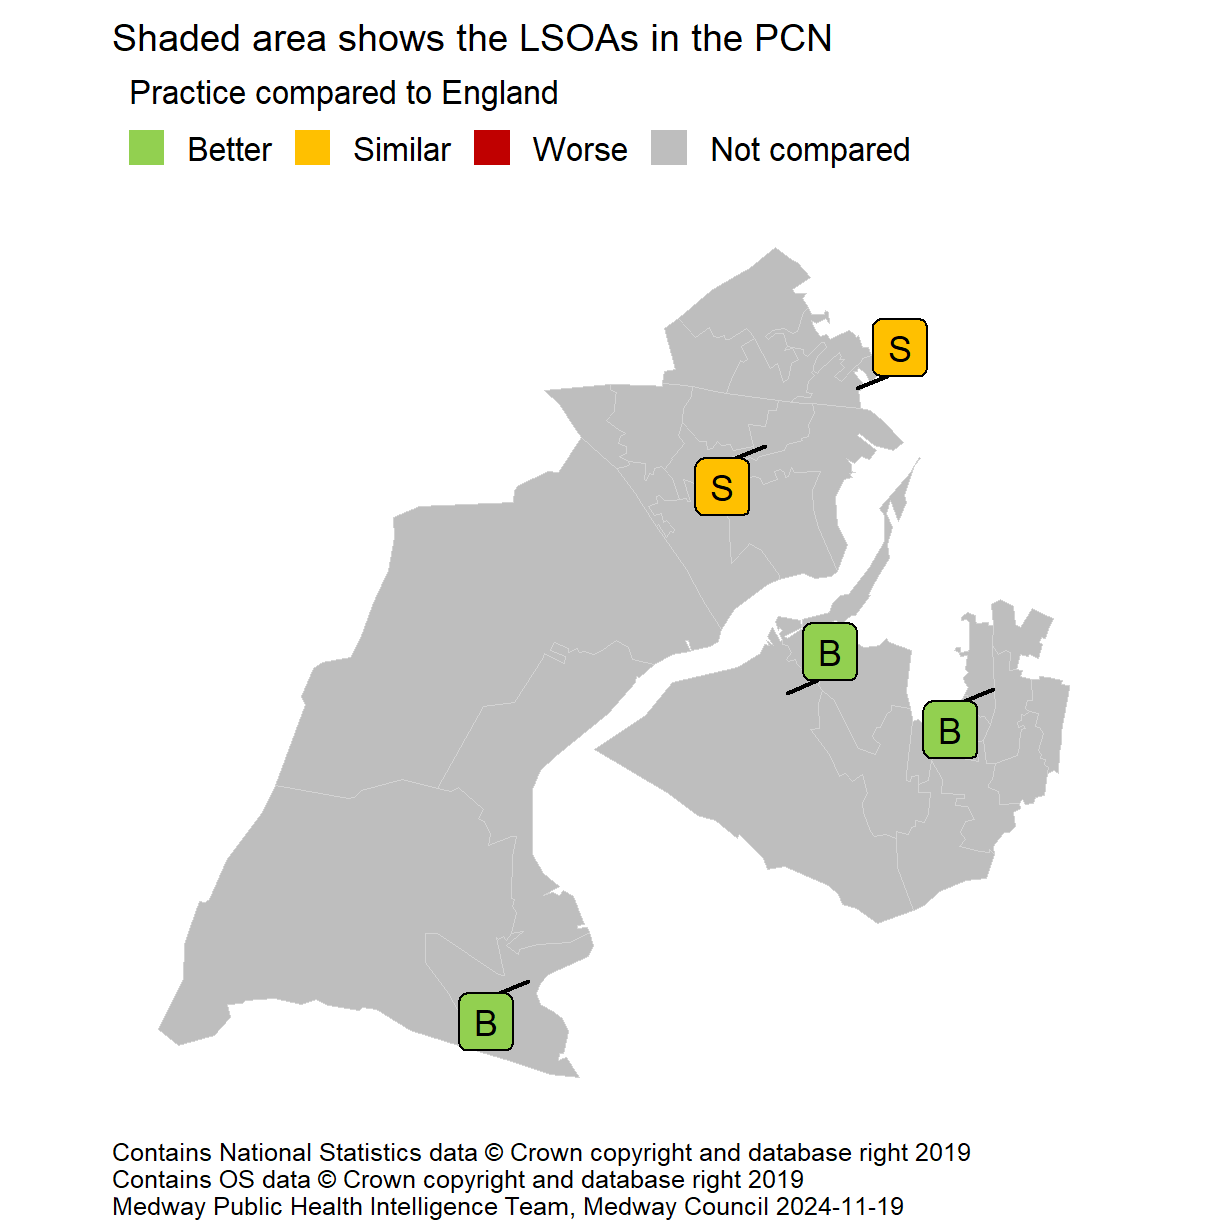 Shaded area shows the LSOAs in the PCN
Practice compared to England
Better Similar Worse Not compared
S
S
B
B
B
Contains National Statistics data © Crown copyright and database right 2019
Contains OS data © Crown copyright and database right 2019
Medway Public Health Intelligence Team, Medway Council 2024-11-19